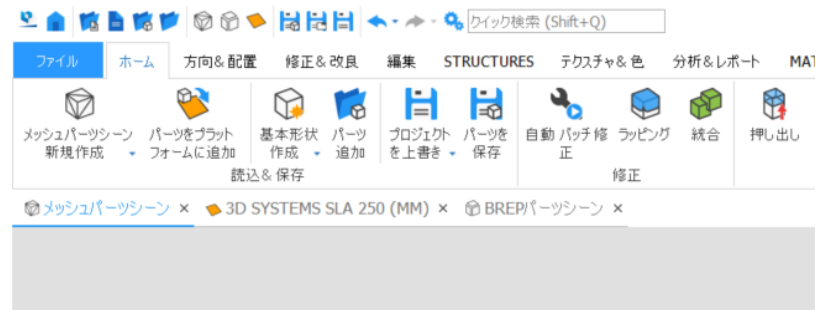 クイック検索 (Shift+Q)
ファイル ホーム 方向&配置 修正&改良 編集 STRUCTURES テクスチャ&色 分析&レポート MAT
メッシュパーツシーン パーツをプラット 基本形状 パーツ プロジェクト パーツを 自動 パッチ修 ラッピング 統合 押し出し
新規作成 フォームに追加 作成 追加 を上書き 保存 正
読込&保存 修正
メッシュパーツシーン × 3D SYSTEMS SLA 250 (MM) × BREPパーツシーン ×